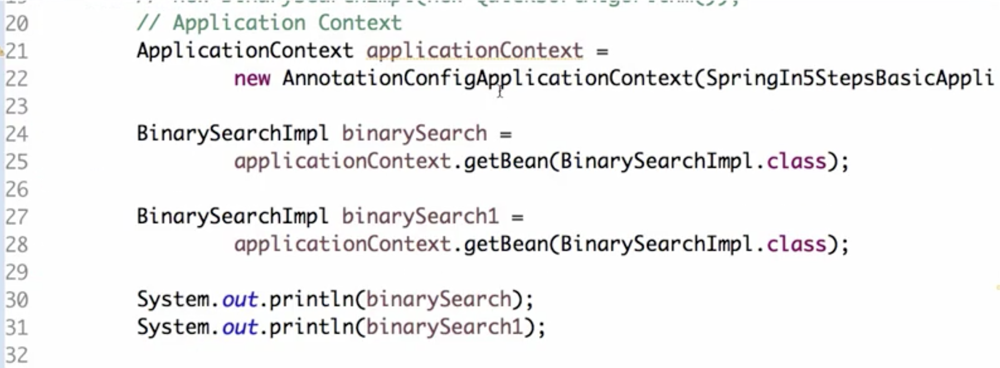 20 // Application Context
21 ApplicationContext applicationContext =
22 new AnnotationConfigApplicationContext(SpringIn5StepsBasicAppli
23
24 BinarySearchImpl binarySearch =
25 applicationContext.getBean(BinarySearchImpl.class);
26
27 BinarySearchImpl binarySearch1 =
28 applicationContext.getBean(BinarySearchImpl.class);
29
30 System.out.println(binarySearch);
31 System.out.println(binarySearch1);
32